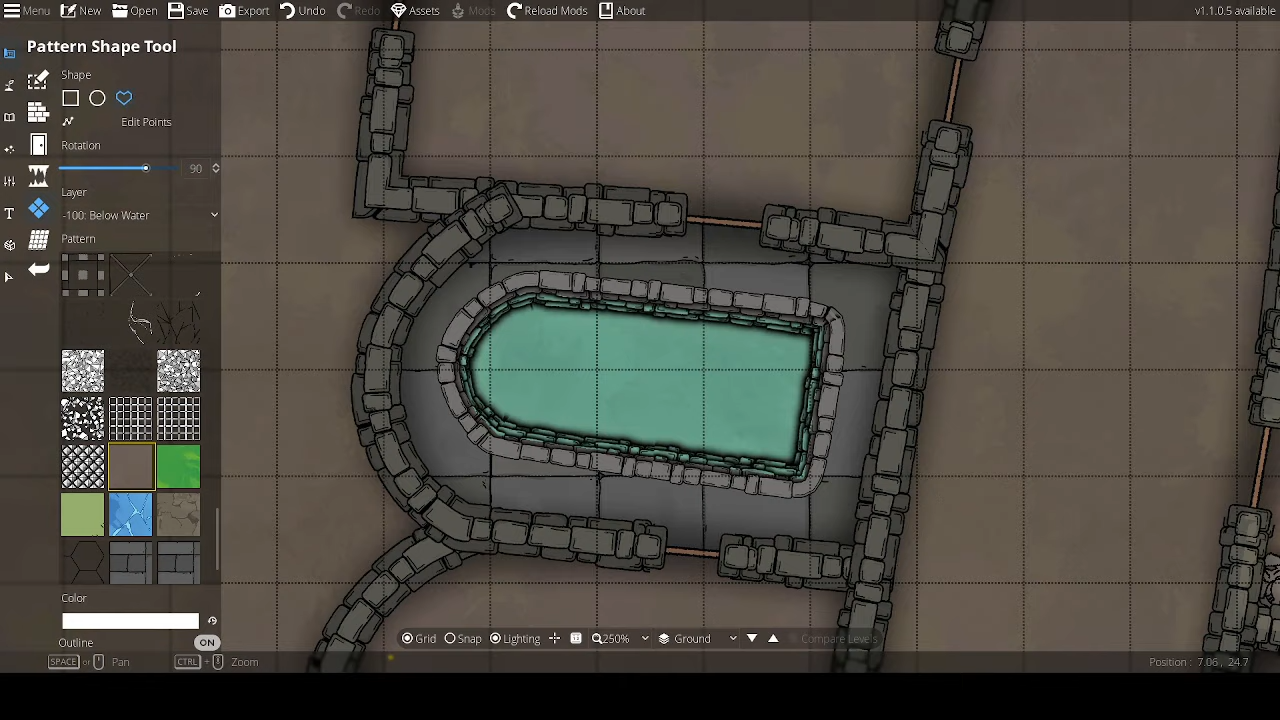 Menu New Open Save Export Undo Redo Assets Mods Reload Mods About v1.1.0.5 available
Pattern Shape Tool
Shape
Edit Points
Rotation
90
Layer
-100: Below Water
Pattern
Color
Outline ON
Grid Snap Lighting 250% Ground Compare Levels
SPACE or Pan CTRL + Zoom Position : 7.06 , 24.7